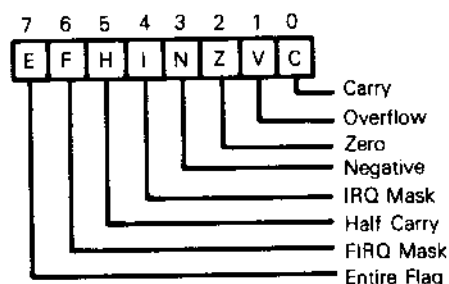 7 6 5 4 3 2 1 0
E F H I N Z V C
Carry
Overflow
Zero
Negative
IRQ Mask
Half Carry
FIRQ Mask
Entire Flag